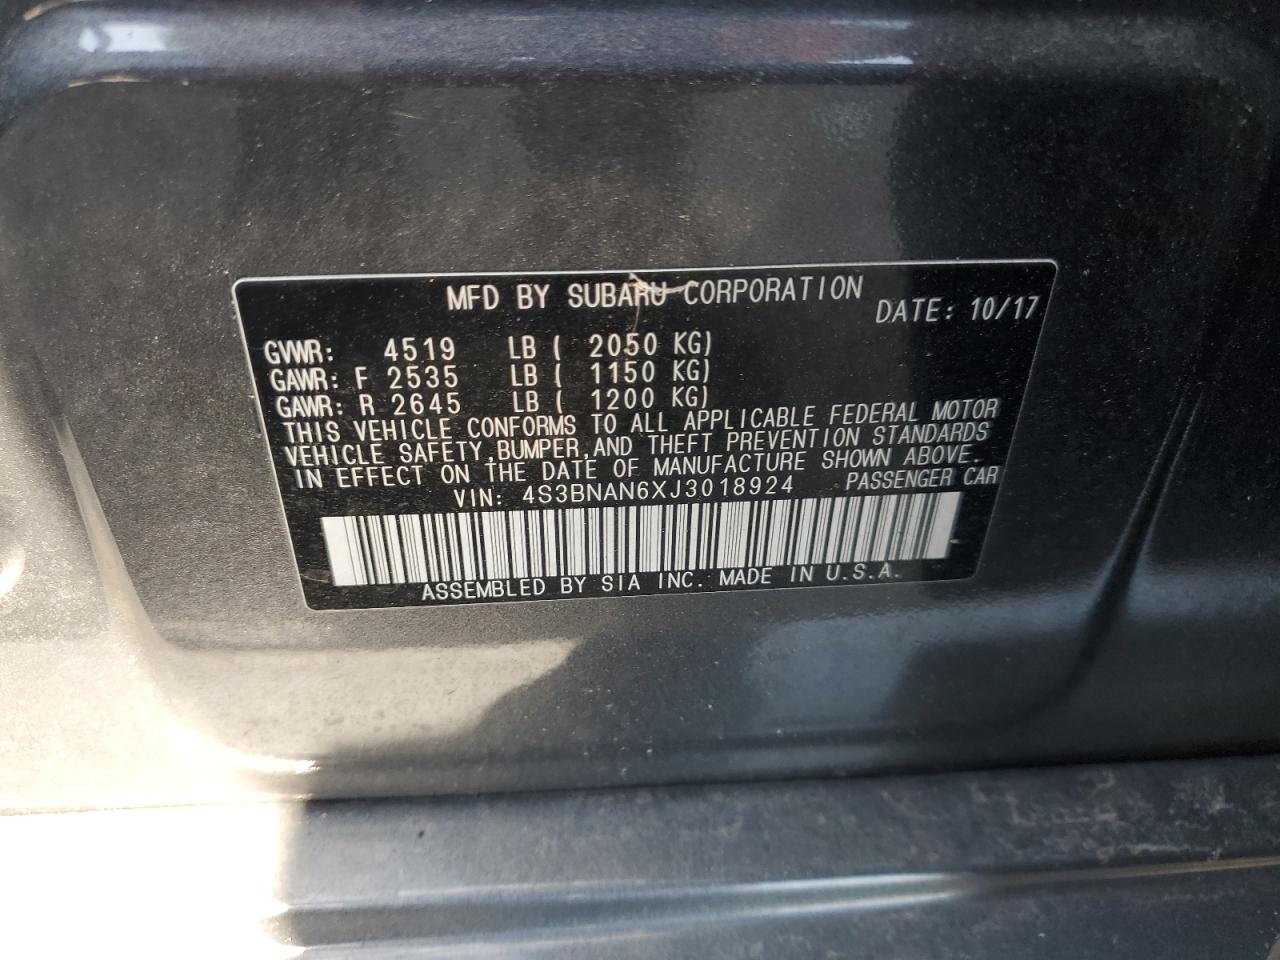 MFD BY SUBARU CORPORATION
DATE: 10/17
GVWR: 4519 LB ( 2050 KG)
GAWR: F 2535 LB ( 1150 KG)
GAWR: R 2645 LB ( 1200 KG)
THIS VEHICLE CONFORMS TO ALL APPLICABLE FEDERAL MOTOR
VEHICLE SAFETY,BUMPER,AND THEFT PREVENTION STANDARDS
IN EFFECT ON THE DATE OF MANUFACTURE SHOWN ABOVE.
VIN: 4S3BNAN6XJ3018924 PASSENGER CAR
ASSEMBLED BY SIA INC. MADE IN U.S.A.